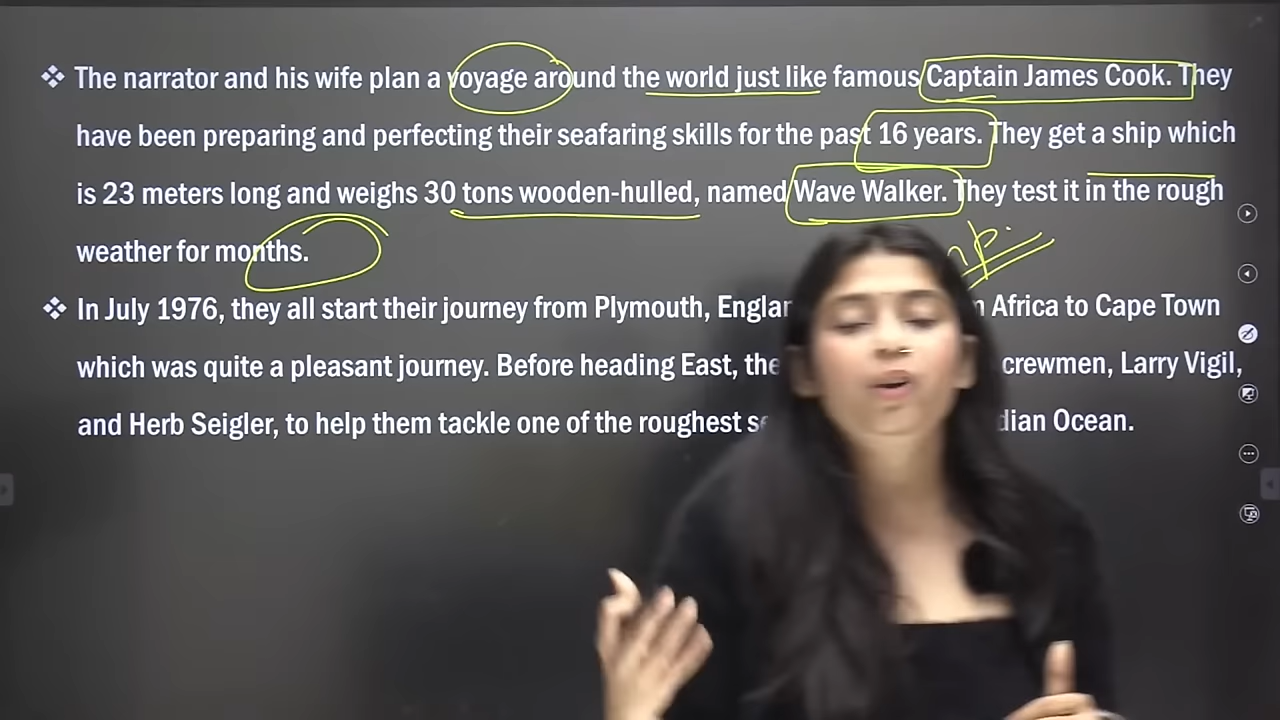 ❖ The narrator and his wife plan a voyage around the world just like famous Captain James Cook. They
have been preparing and perfecting their seafaring skills for the past 16 years. They get a ship which
is 23 meters long and weighs 30 tons wooden-hulled, named Wave Walker. They test it in the rough
weather for months.
❖ In July 1976, they all start their journey from Plymouth, Africa to Cape Town
which was quite a pleasant journey. Before heading East, crewmen, Larry Vigil,
and Herb Seigler, to help them tackle one of the roughest Ocean.